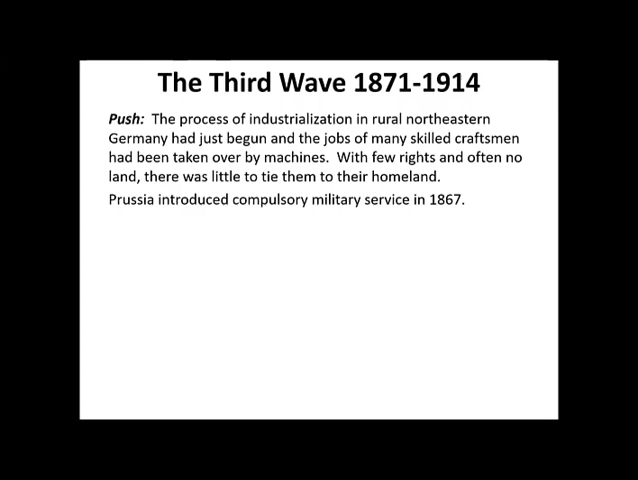 The Third Wave 1871-1914
Push: The process of industrialization in rural northeastern
Germany had just begun and the jobs of many skilled craftsmen
had been taken over by machines. With few rights and often no
land, there was little to tie them to their homeland.
Prussia introduced compulsory military service in 1867.